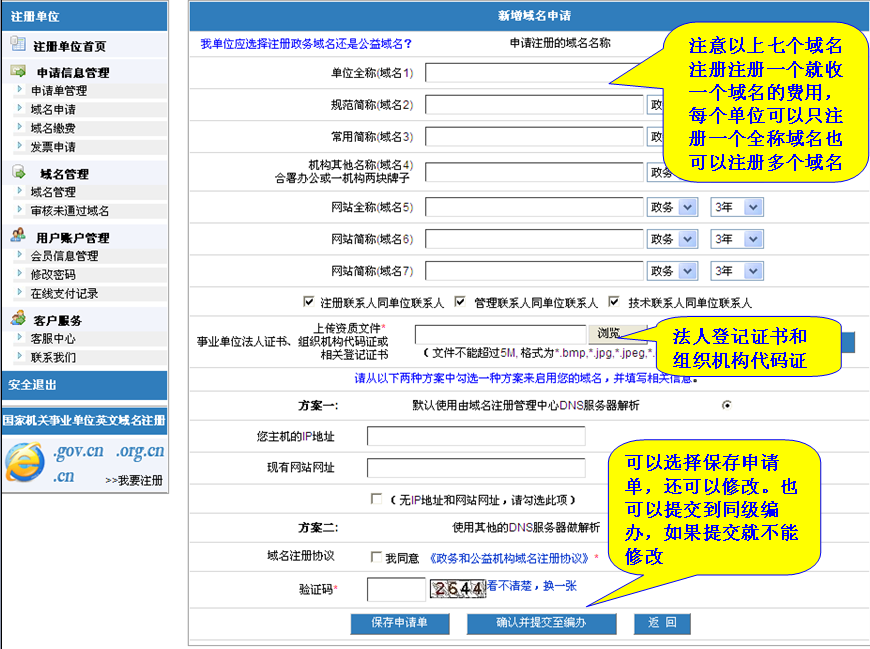 注册单位
注册单位首页
申请信息管理
申请单管理
域名申请
域名缴费
发票申请
域名管理
域名管理
审核未通过域名
用户账户管理
会员信息管理
修改密码
在线支付记录
客户服务
客服中心
联系我们
安全退出
国家机关事业单位英文域名注册
.gov.cn .org.cn
.cn >>我要注册
新增域名申请
我单位应选择注册政务域名还是公益域名? 申请注册的域名名称
单位全称(域名1)
规范简称(域名2) 政
常用简称(域名3) 政
机构其他名称(域名4)
合署办公或一机构两块牌子 政务
网站全称(域名5) 政务 3年
网站简称(域名6) 政务 3年
网站简称(域名7) 政务 3年
注意以上七个域名
注册注册一个就收
一个域名的费用，
每个单位可以只注
册一个全称域名也
可以注册多个域名
注册联系人同单位联系人 管理联系人同单位联系人 技术联系人同单位联系人
上传资质文件*
事业单位法人证书、组织机构代码证或
相关登记证书
浏览
(文件不能超过5M, 格式为*.bmp,*.jpg,*.jpeg,*.
法人登记证书和
组织机构代码证
请从以下两种方案中勾选一种方案来启用您的域名，并填写相关信息。
方案一: 默认使用由域名注册管理中心DNS服务器解析
您主机的IP地址
现有网站网址
(无IP地址和网站网址，请勾选此项)
方案二: 使用其他的DNS服务器做解析
域名注册协议 我同意 《政务和公益机构域名注册协议》*
验证码* 2644 看不清楚，换一张
可以选择保存申请
单，还可以修改。也
可以提交到同级编
办，如果提交就不能
修改
保存申请单 确认并提交至编办 返 回